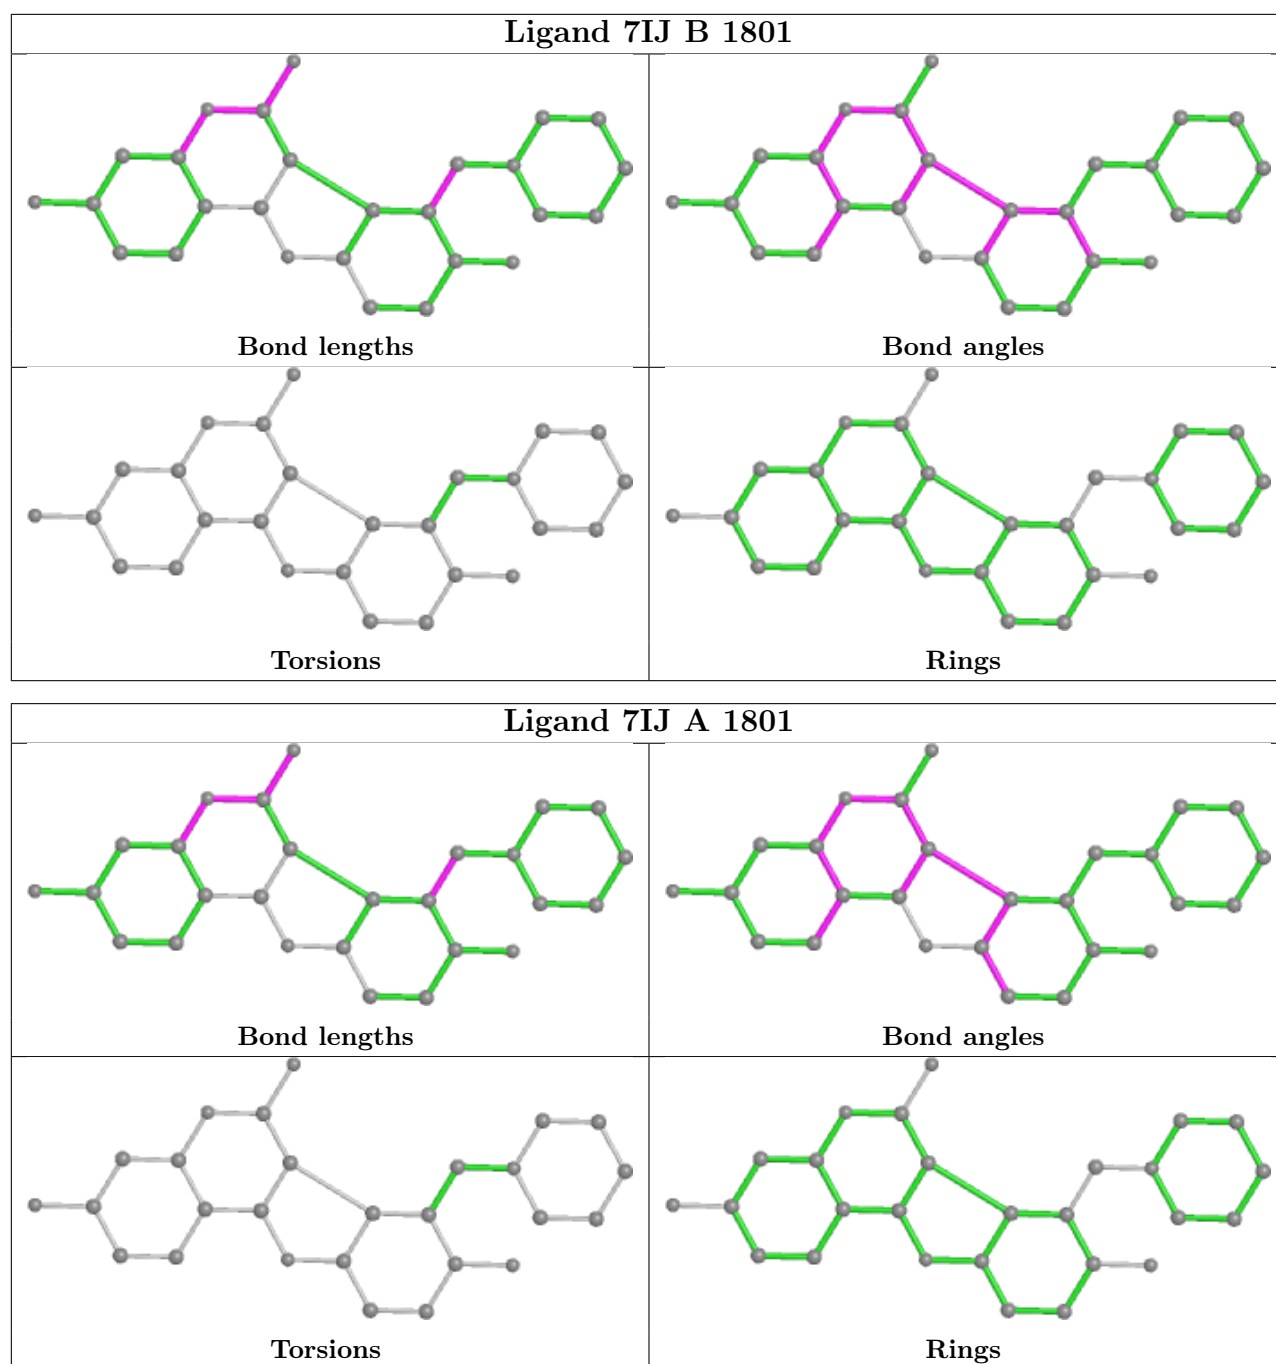 Ligand 7IJ B 1801
Bond lengths
Bond angles
Torsions
Rings
Ligand 7IJ A 1801
Bond lengths
Bond angles
Torsions
Rings